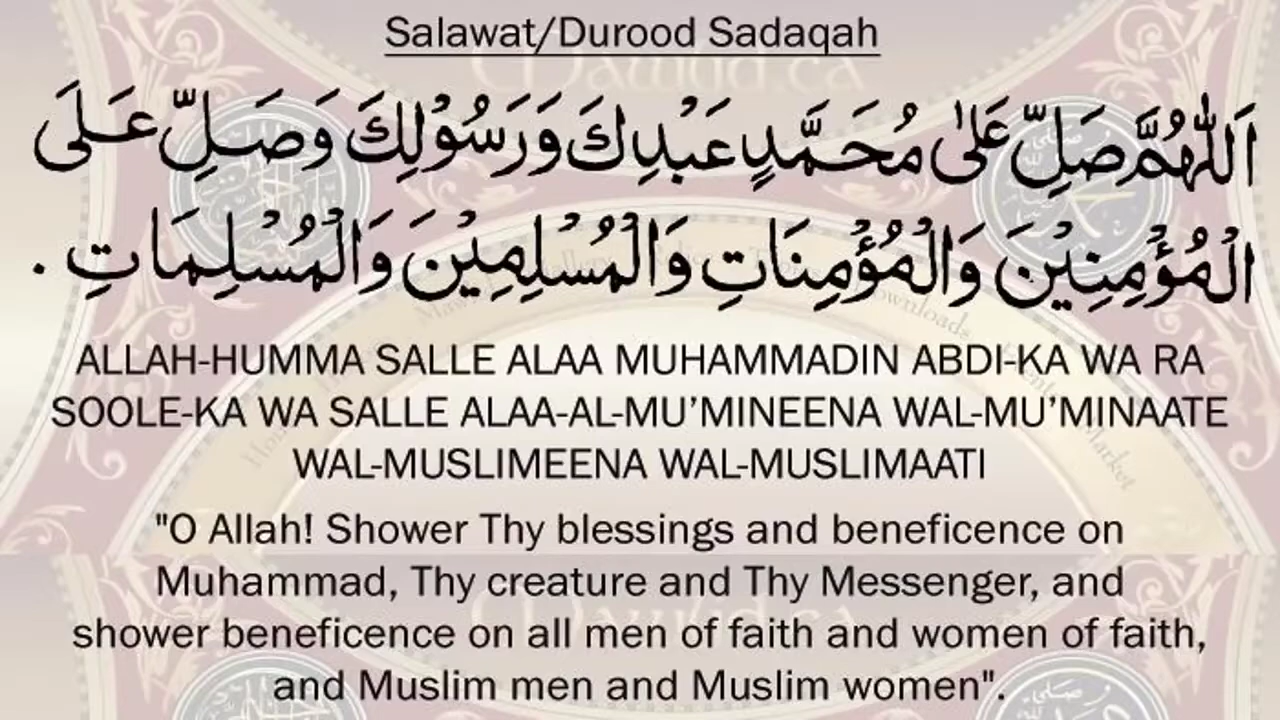 Salawat/Durood Sadaqah
اَللّٰهُمَّ صَلِّ عَلٰى مُحَمَّدٍ عَبْدِكَ وَرَسُوْلِكَ وَصَلِّ عَلَى
الْمُؤْمِنِيْنَ وَالْمُؤْمِنَاتِ وَالْمُسْلِمِيْنَ وَالْمُسْلِمَاتِ .
ALLAH-HUMMA SALLE ALAA MUHAMMADIN ABDI-KA WA RA
SOOLE-KA WA SALLE ALAA-AL-MU’MINEENA WAL-MU’MINAATE
WAL-MUSLIMEENA WAL-MUSLIMAATI
"O Allah! Shower Thy blessings and beneficence on
Muhammad, Thy creature and Thy Messenger, and
shower beneficence on all men of faith and women of faith,
and Muslim men and Muslim women".